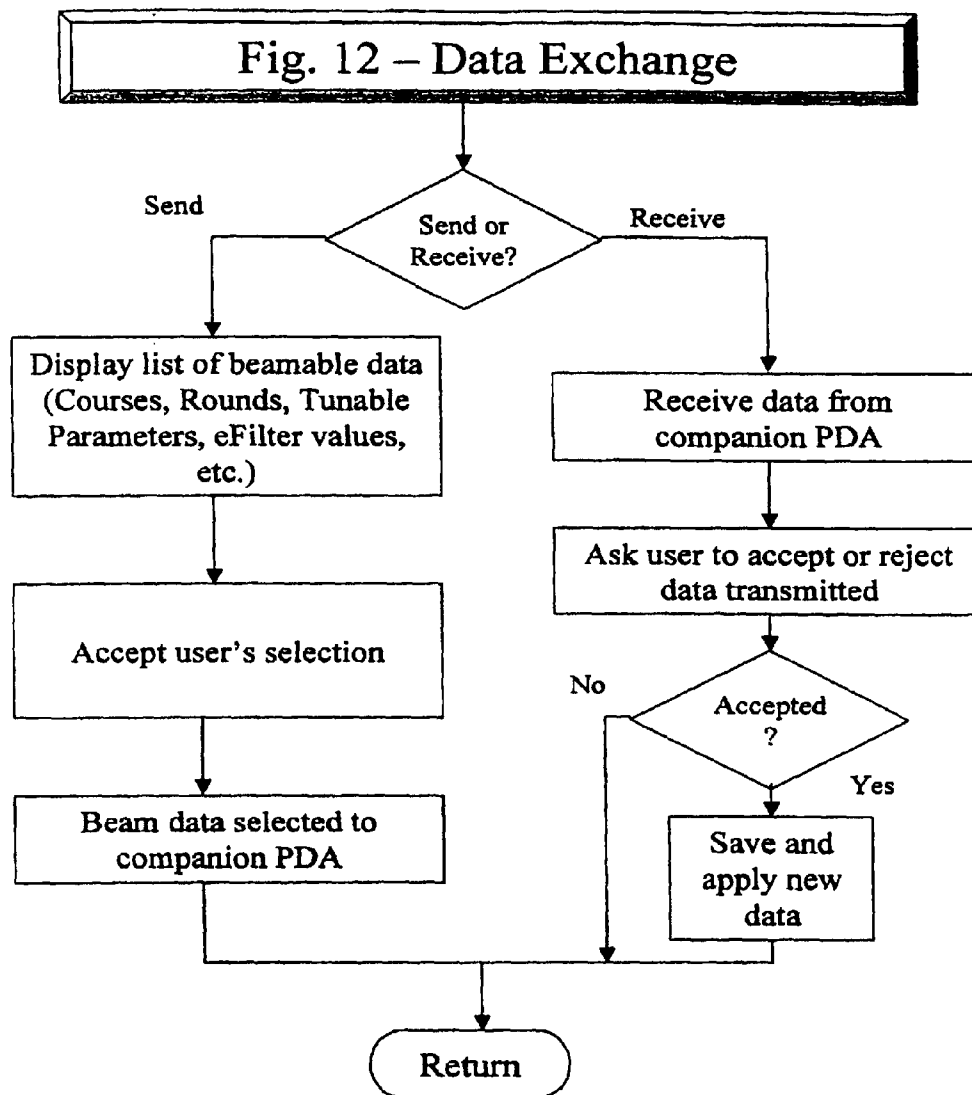 Fig. 12 – Data Exchange
Send
Send or
Receive?
Receive
Display list of beamable data
(Courses, Rounds, Tunable
Parameters, eFilter values,
etc.)
Accept user's selection
Beam data selected to
companion PDA
Receive data from
companion PDA
Ask user to accept or reject
data transmitted
No
Accepted
?
Yes
Save and
apply new
data
Return